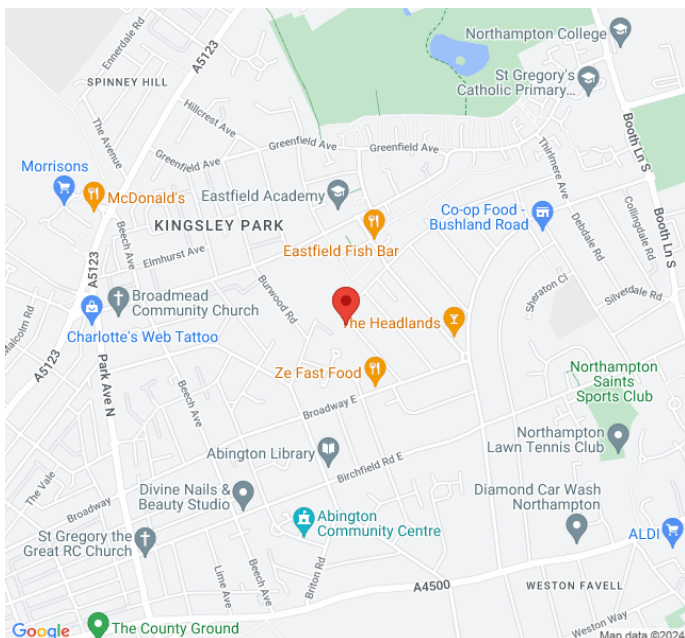 Ennerdale Rd
A5123
Northampton College
SPINNEY HILL
St Gregory's
Catholic Primary...
Hillcrest Ave
The Avenue
Booth Ln S
Greenfield Ave
Greenfield Ave
Thirlmere Ave
Morrisons
McDonald's
Eastfield Academy
Co-op Food -
Bushland Road
Collingdale Rd
Debdale Rd
Booth Ln S
KINGSLEY PARK
Beech Ave
Eastfield Fish Bar
Elmhurst Ave
A5123
Burwood Rd
Sheraton Cl
Silverdale Rd
Broadmead
Community Church
The Headlands
Malcolm Rd
Charlotte's Web Tattoo
A5123
Park Ave N
Ze Fast Food
Northampton
Saints
Sports Club
Beech Ave
Broadway E
Northampton
Lawn Tennis Club
Abington Library
Birchfield Rd E
The Vale
Divine Nails &
Beauty Studio
Diamond Car Wash
Northampton
Broadway
Abington
Community Centre
St Gregory the
Great RC Church
ALDI
Lime Ave
Beech Ave
Briton Rd
A4500
WESTON FAVELL
Weston Way
Google
The County Ground
Map data ©2024